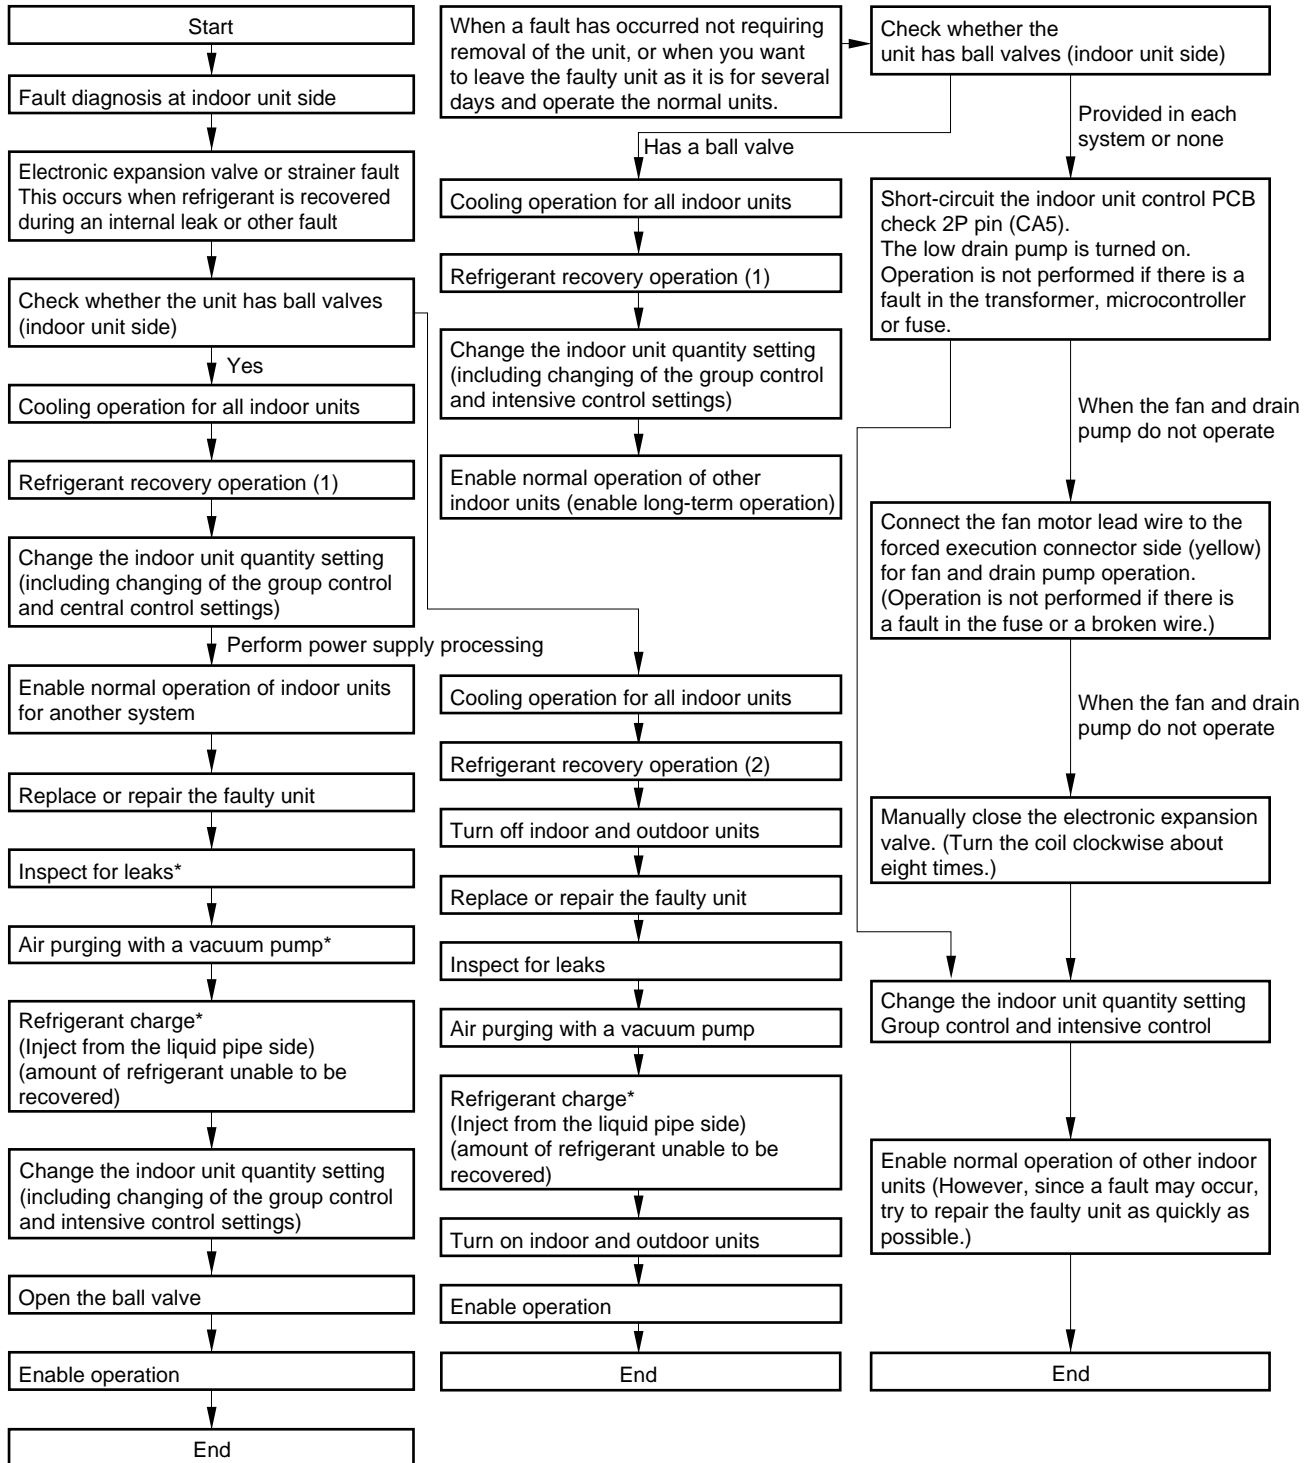 Start
Fault diagnosis at indoor unit side
Electronic expansion valve or strainer fault
This occurs when refrigerant is recovered
during an internal leak or other fault
Check whether the unit has ball valves
(indoor unit side)
Yes
Cooling operation for all indoor units
Refrigerant recovery operation (1)
Change the indoor unit quantity setting
(including changing of the group control
and central control settings)
Perform power supply processing
Enable normal operation of indoor units
for another system
Replace or repair the faulty unit
Inspect for leaks*
Air purging with a vacuum pump*
Refrigerant charge*
(Inject from the liquid pipe side)
(amount of refrigerant unable to be
recovered)
Change the indoor unit quantity setting
(including changing of the group control
and intensive control settings)
Open the ball valve
Enable operation
End
When a fault has occurred not requiring
removal of the unit, or when you want
to leave the faulty unit as it is for several
days and operate the normal units.
Has a ball valve
Cooling operation for all indoor units
Refrigerant recovery operation (1)
Change the indoor unit quantity setting
(including changing of the group control
and intensive control settings)
Enable normal operation of other
indoor units (enable long-term operation)
Cooling operation for all indoor units
Refrigerant recovery operation (2)
Turn off indoor and outdoor units
Replace or repair the faulty unit
Inspect for leaks
Air purging with a vacuum pump
Refrigerant charge*
(Inject from the liquid pipe side)
(amount of refrigerant unable to be
recovered)
Turn on indoor and outdoor units
Enable operation
End
Check whether the
unit has ball valves (indoor unit side)
Provided in each
system or none
Short-circuit the indoor unit control PCB
check 2P pin (CA5).
The low drain pump is turned on.
Operation is not performed if there is a
fault in the transformer, microcontroller
or fuse.
When the fan and drain
pump do not operate
Connect the fan motor lead wire to the
forced execution connector side (yellow)
for fan and drain pump operation.
(Operation is not performed if there is
a fault in the fuse or a broken wire.)
When the fan and drain
pump do not operate
Manually close the electronic expansion
valve. (Turn the coil clockwise about
eight times.)
Change the indoor unit quantity setting
Group control and intensive control
Enable normal operation of other indoor
units (However, since a fault may occur,
try to repair the faulty unit as quickly as
possible.)
End